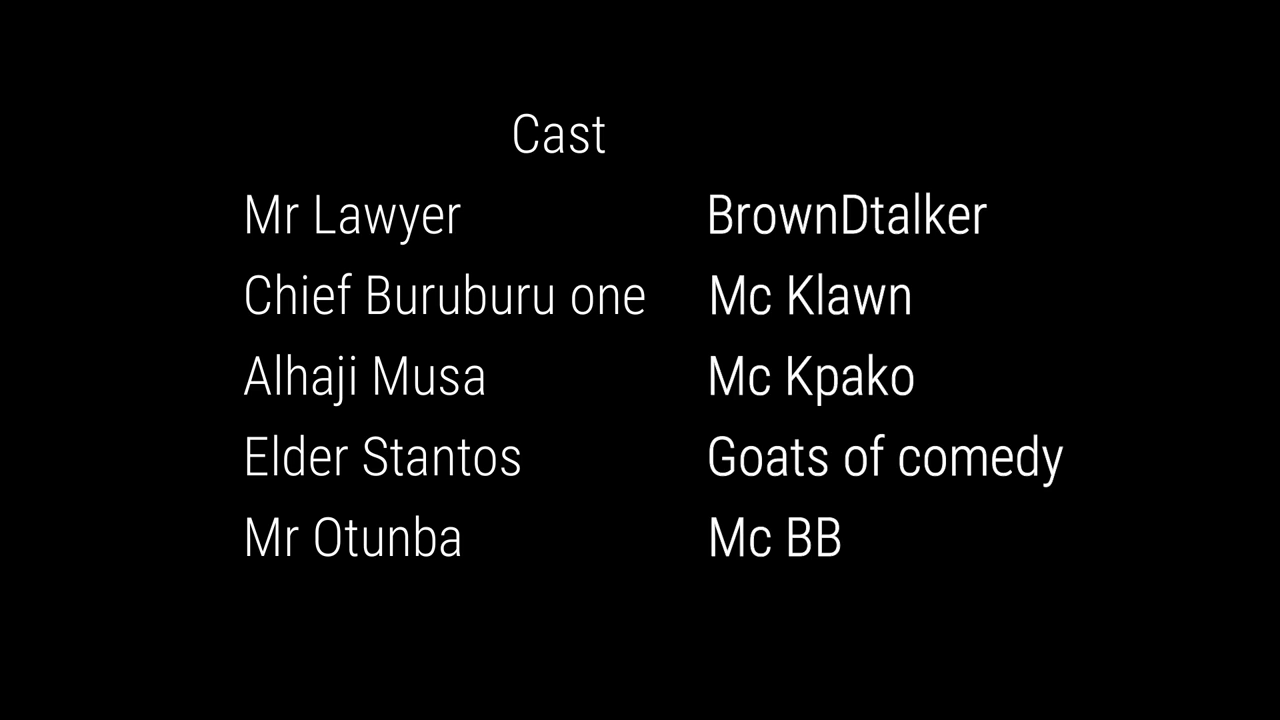 Cast
Mr Lawyer BrownDtalker
Chief Buruburu one Mc Klawn
Alhaji Musa Mc Kpako
Elder Stantos Goats of comedy
Mr Otunba Mc BB